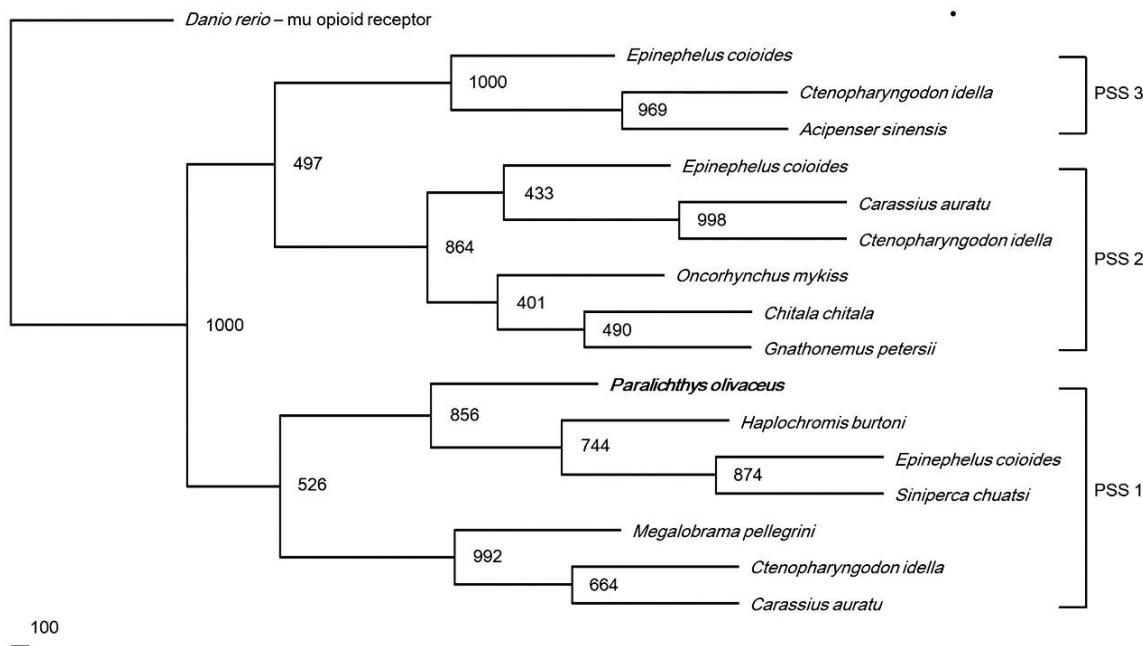 Danio rerio – mu opioid receptor
Epinephelus coioides
1000
Ctenopharyngodon idella
PSS 3
969
Acipenser sinensis
497
Epinephelus coioides
433
Carassius auratu
998
864
Ctenopharyngodon idella
PSS 2
Oncorhynchus mykiss
401
Chitala chitala
1000
490
Gnathonemus petersii
Paralichthys olivaceus
856
Haplochromis burtoni
744
Epinephelus coioides
874
526
Siniperca chuatsi
PSS 1
Megalobrama pellegrini
992
Ctenopharyngodon idella
664
Carassius auratu
100